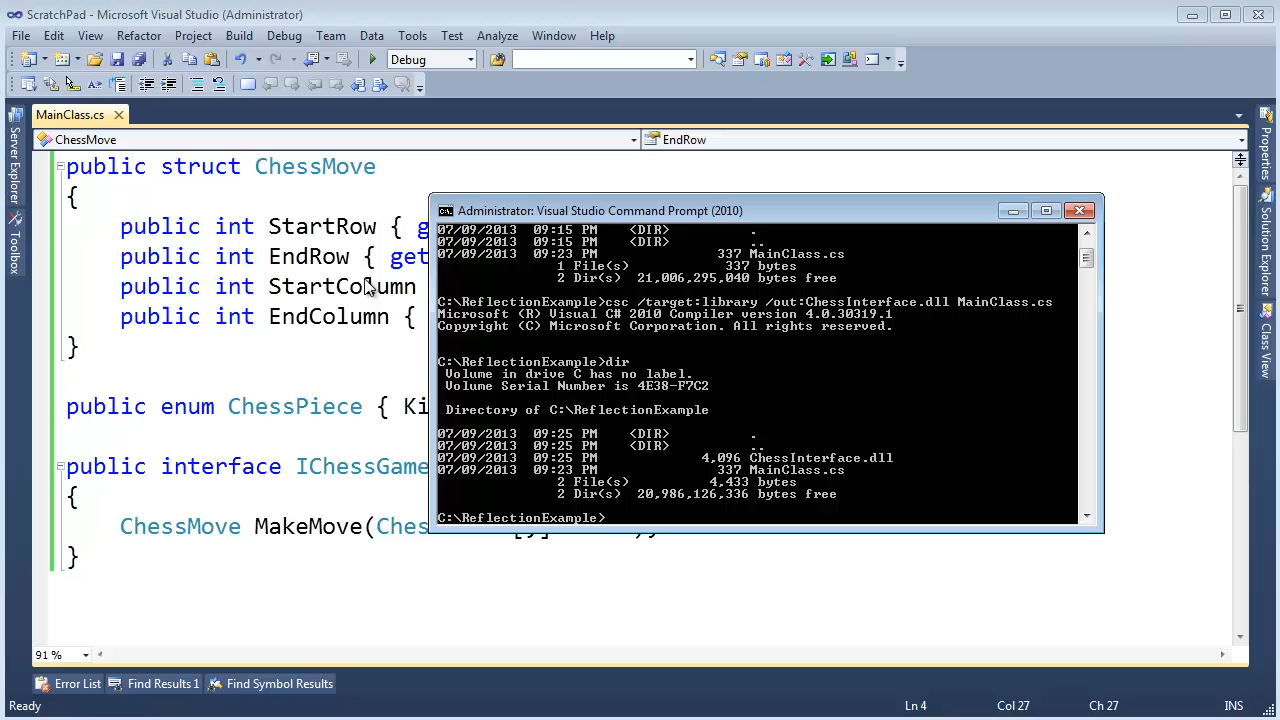 ScratchPad - Microsoft Visual Studio (Administrator)
File Edit View Refactor Project Build Debug Team Data Tools Test Analyze Window Help
Debug
MainClass.cs
ChessMove
EndRow
Server Explorer
Toolbox
Properties
Solution Explorer
Class View
public struct ChessMove
{
public int StartRow { g
public int EndRow { get
public int StartColumn
public int EndColumn {
}
public enum ChessPiece { Ki
public interface IChessGame
{
ChessMove MakeMove(Ches
}
Administrator: Visual Studio Command Prompt (2010)
07/09/2013 09:15 PM <DIR> .
07/09/2013 09:15 PM <DIR> ..
07/09/2013 09:23 PM 337 MainClass.cs
1 File(s) 337 bytes
2 Dir(s) 21,006,295,040 bytes free
C:\ReflectionExample>csc /target:library /out:ChessInterface.dll MainClass.cs
Microsoft (R) Visual C# 2010 Compiler version 4.0.30319.1
Copyright (C) Microsoft Corporation. All rights reserved.
C:\ReflectionExample>dir
Volume in drive C has no label.
Volume Serial Number is 4E38-F7C2
Directory of C:\ReflectionExample
07/09/2013 09:25 PM <DIR> .
07/09/2013 09:25 PM <DIR> ..
07/09/2013 09:25 PM 4,096 ChessInterface.dll
07/09/2013 09:23 PM 337 MainClass.cs
2 File(s) 4,433 bytes
2 Dir(s) 20,986,126,336 bytes free
C:\ReflectionExample>
91 %
Error List Find Results 1 Find Symbol Results
Ready Ln 4 Col 27 Ch 27 INS